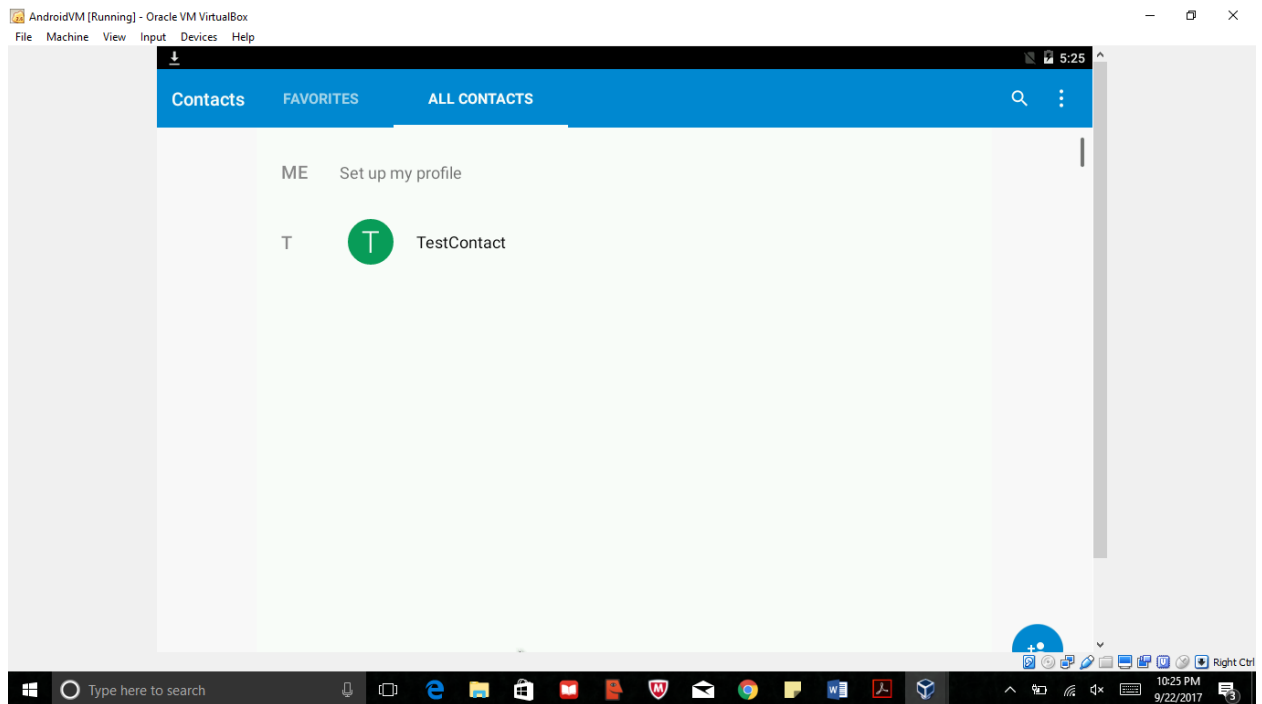 AndroidVM [Running] - Oracle VM VirtualBox
File Machine View Input Devices Help
5:25
Contacts FAVORITES ALL CONTACTS
ME Set up my profile
T T TestContact
Right Ctrl
Type here to search
10:25 PM
9/22/2017
3